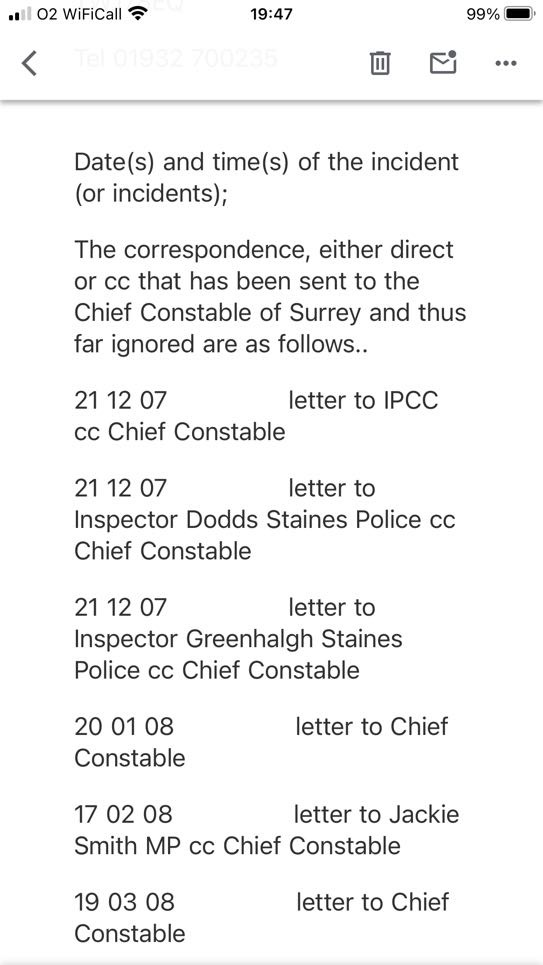 O2 WiFiCall 19:47 99%
Tel 01932 700235
Date(s) and time(s) of the incident
(or incidents);
The correspondence, either direct
or cc that has been sent to the
Chief Constable of Surrey and thus
far ignored are as follows..
21 12 07 letter to IPCC
cc Chief Constable
21 12 07 letter to
Inspector Dodds Staines Police cc
Chief Constable
21 12 07 letter to
Inspector Greenhalgh Staines
Police cc Chief Constable
20 01 08 letter to Chief
Constable
17 02 08 letter to Jackie
Smith MP cc Chief Constable
19 03 08 letter to Chief
Constable